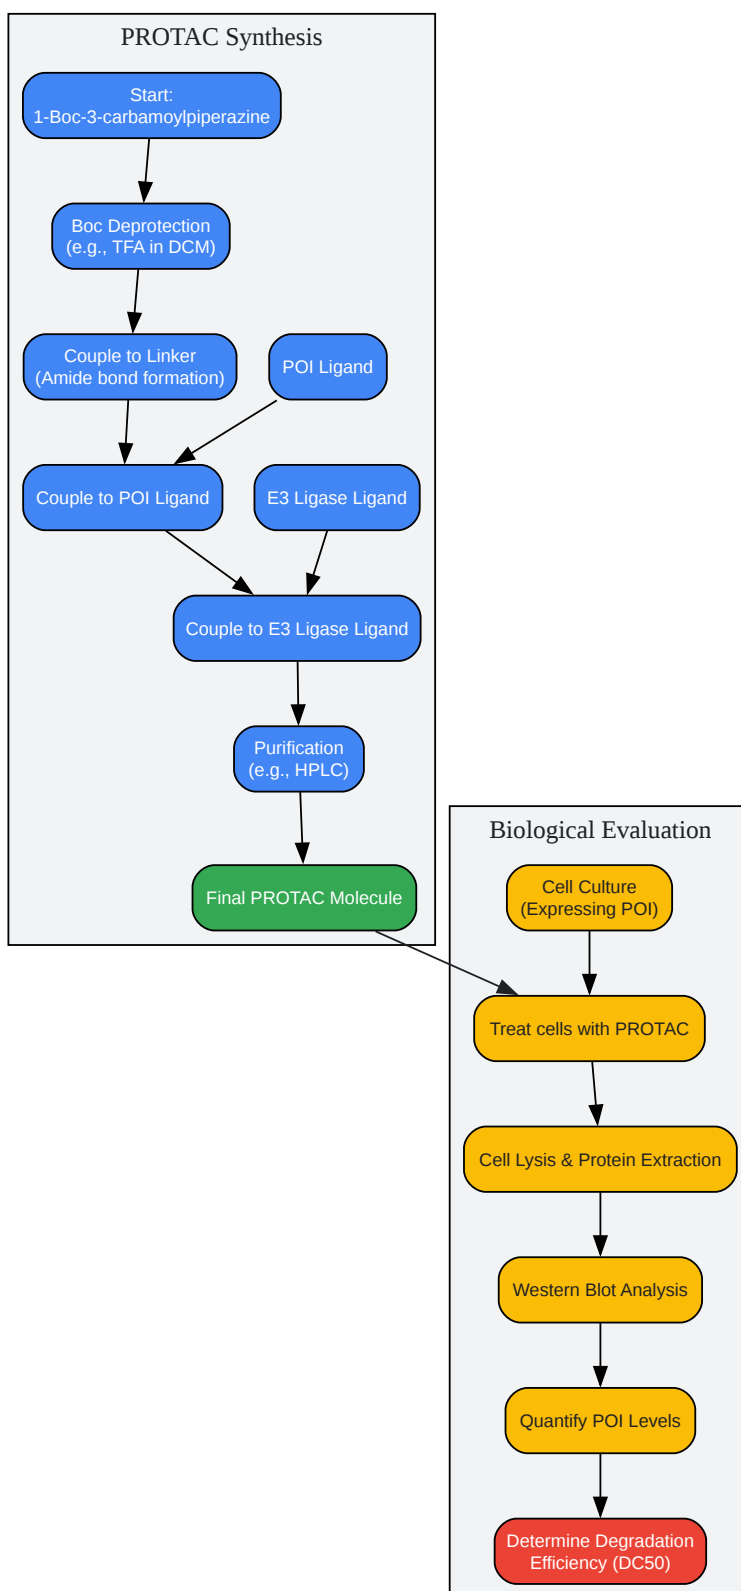 PROTAC Synthesis
Start:
1-Boc-3-carbamoylpiperazine
Boc Deprotection
(e.g., TFA in DCM)
Couple to Linker
(Amide bond formation)
POI Ligand
Couple to POI Ligand
E3 Ligase Ligand
Couple to E3 Ligase Ligand
Purification
(e.g., HPLC)
Final PROTAC Molecule
Biological Evaluation
Cell Culture
(Expressing POI)
Treat cells with PROTAC
Cell Lysis & Protein Extraction
Western Blot Analysis
Quantify POI Levels
Determine Degradation
Efficiency (DC50)